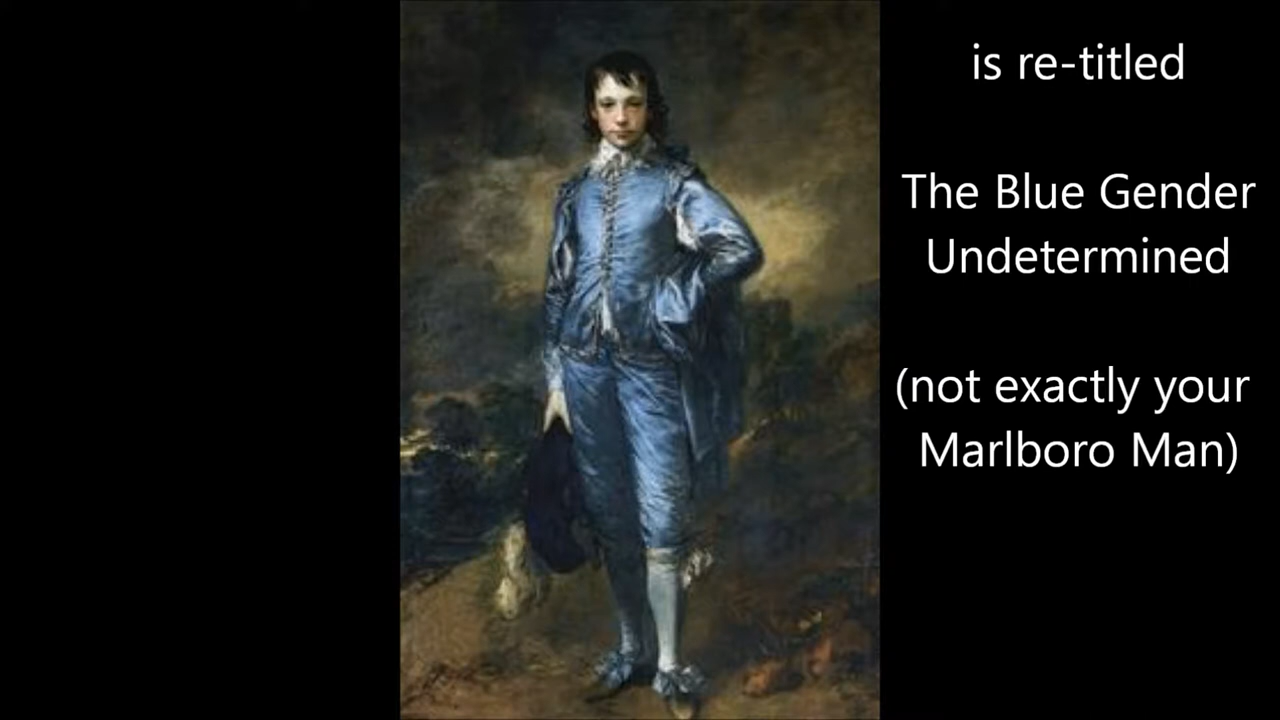 is re-titled
The Blue Gender
Undetermined
(not exactly your
Marlboro Man)